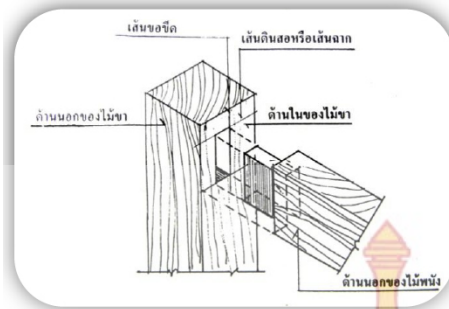 เส้นขอขีด
เส้นดินสอหรือเส้นฉาก
ด้านนอกของไม้ขา
ด้านในของไม้ขา
ด้านนอกของไม้พนัง